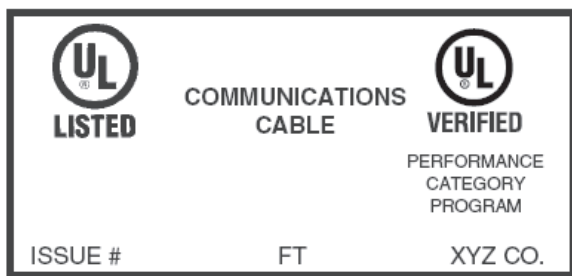 UL
®
LISTED
COMMUNICATIONS
CABLE
UL
®
VERIFIED
PERFORMANCE
CATEGORY
PROGRAM
ISSUE # FT XYZ CO.